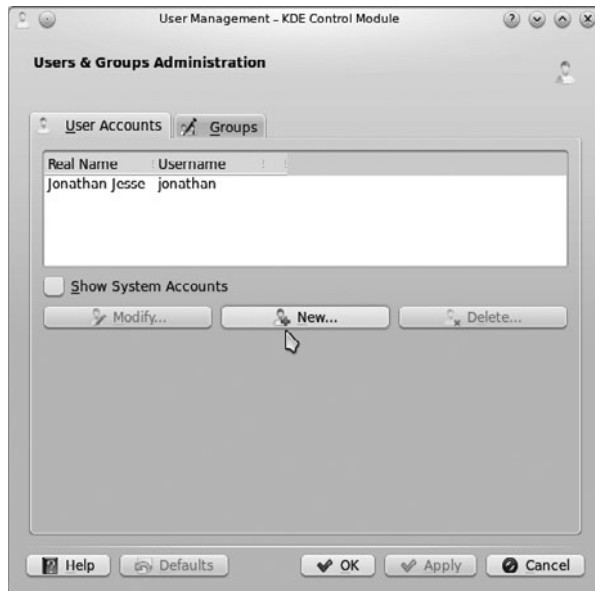 User Management – KDE Control Module
Users & Groups Administration
User Accounts Groups
Real Name Username
Jonathan Jesse jonathan
Show System Accounts
Modify... New... Delete...
Help Defaults OK Apply Cancel